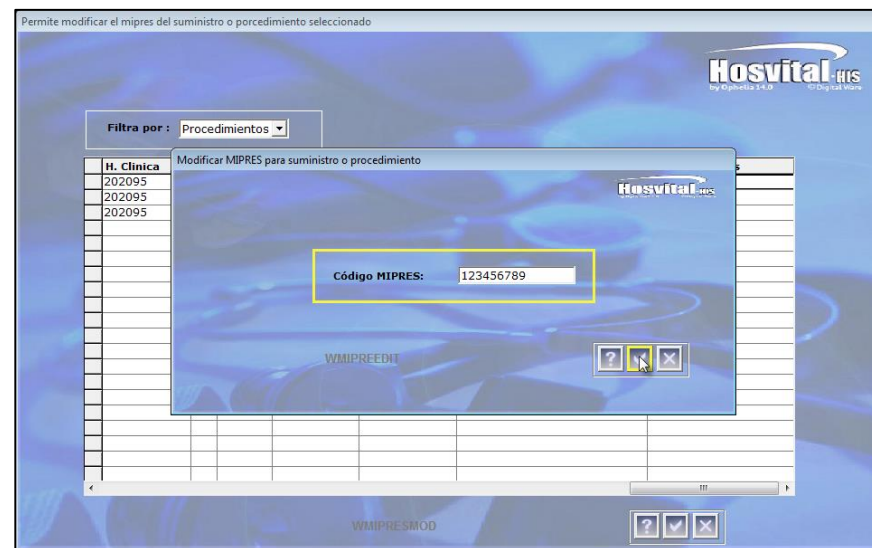 Permite modificar el mipres del suministro o porcedimiento seleccionado
Hosvital-HIS
by Ophelia 14.0 ©Digital Ware
Filtra por : Procedimientos
H. Clinica
202095
202095
202095
s
Modificar MIPRES para suministro o procedimiento
Hosvital-HIS
Código MIPRES: 123456789
WMIPREEDIT
?
WMIPRESMOD
?